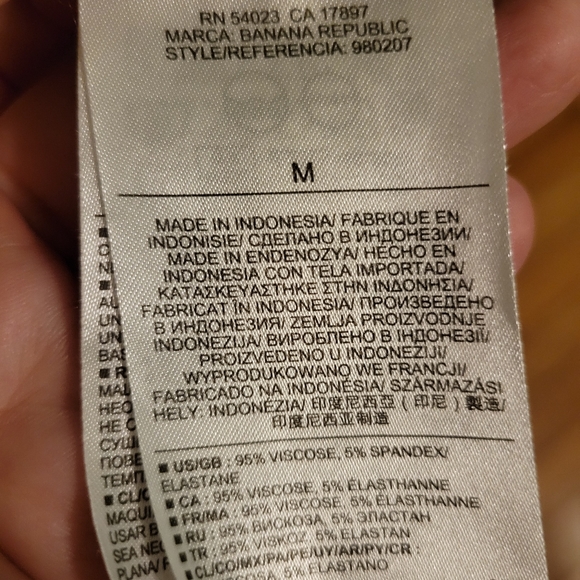 RN 54023 CA 17897
MARCA: BANANA REPUBLIC
STYLE/REFERENCIA: 980207
M
MADE IN INDONESIA/ FABRIQUE EN
INDONISIE/ СДЕЛАНО В ИНДОНЕЗИИ/
MADE IN ENDENOZYA/ HECHO EN
INDONESIA CON TELA IMPORTADA/
ΚΑΤΑΣΚΕΥΑΣΤΗΚΕ ΣΤΗΝ ΙΝΔΟΝΗΣΙΑ/
FABRICAT ÎN INDONESIA/ ПРОИЗВЕДЕНО
В ИНДОНЕЗИЯ/ ZEMLJA PROIZVODNJE
INDONEZIJA/ ВИРОБЛЕНО В ІНДОНЕЗІЇ/
PROIZVEDENO U INDONEZIJI/
WYPRODUKOWANO WE FRANCJI/
FABRICADO NA INDONÉSIA/ SZÁRMAZÁSI
HELY: INDONÉZIA/ 印度尼西亞 ( 印尼 ) 製造/
印度尼西亚制造
■ US/GB : 95% VISCOSE, 5% SPANDEX/
ELASTANE
■ CA : 95% VISCOSE, 5% ÉLASTHANNE
■ FR/MA : 95% VISCOSE, 5% ÉLASTHANNE
■ RU : 95% ВИСКОЗА, 5% ЭЛАСТАН
■ TR : 95% VİSKOZ, 5% ELASTAN
■ CL/CO/MX/PA/PE/UY/AR/PY/CR :
VISCOSA, 5% ELASTANO